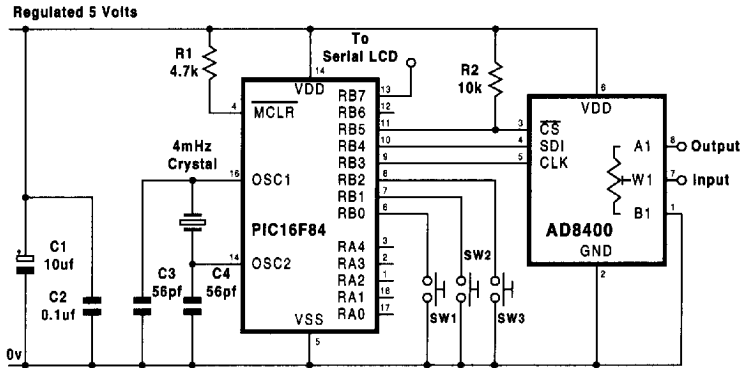 Regulated 5 Volts
R1
4.7k
14
VDD
To
Serial LCD
R2
10k
6
VDD
4
MCLR
RB7
13
RB6
12
RB5
11
RB4
10
RB3
9
RB2
8
RB1
7
RB0
6
3
CS
4
SDI
5
CLK
A1
8
Output
W1
7
Input
B1
1
AD8400
GND
2
4mHz
Crystal
16
OSC1
PIC16F84
14
OSC2
RA4
3
RA3
2
RA2
1
RA1
18
RA0
17
VSS
5
C1
10uf
C2
0.1uf
C3
56pf
C4
56pf
SW2
SW1
SW3
0v